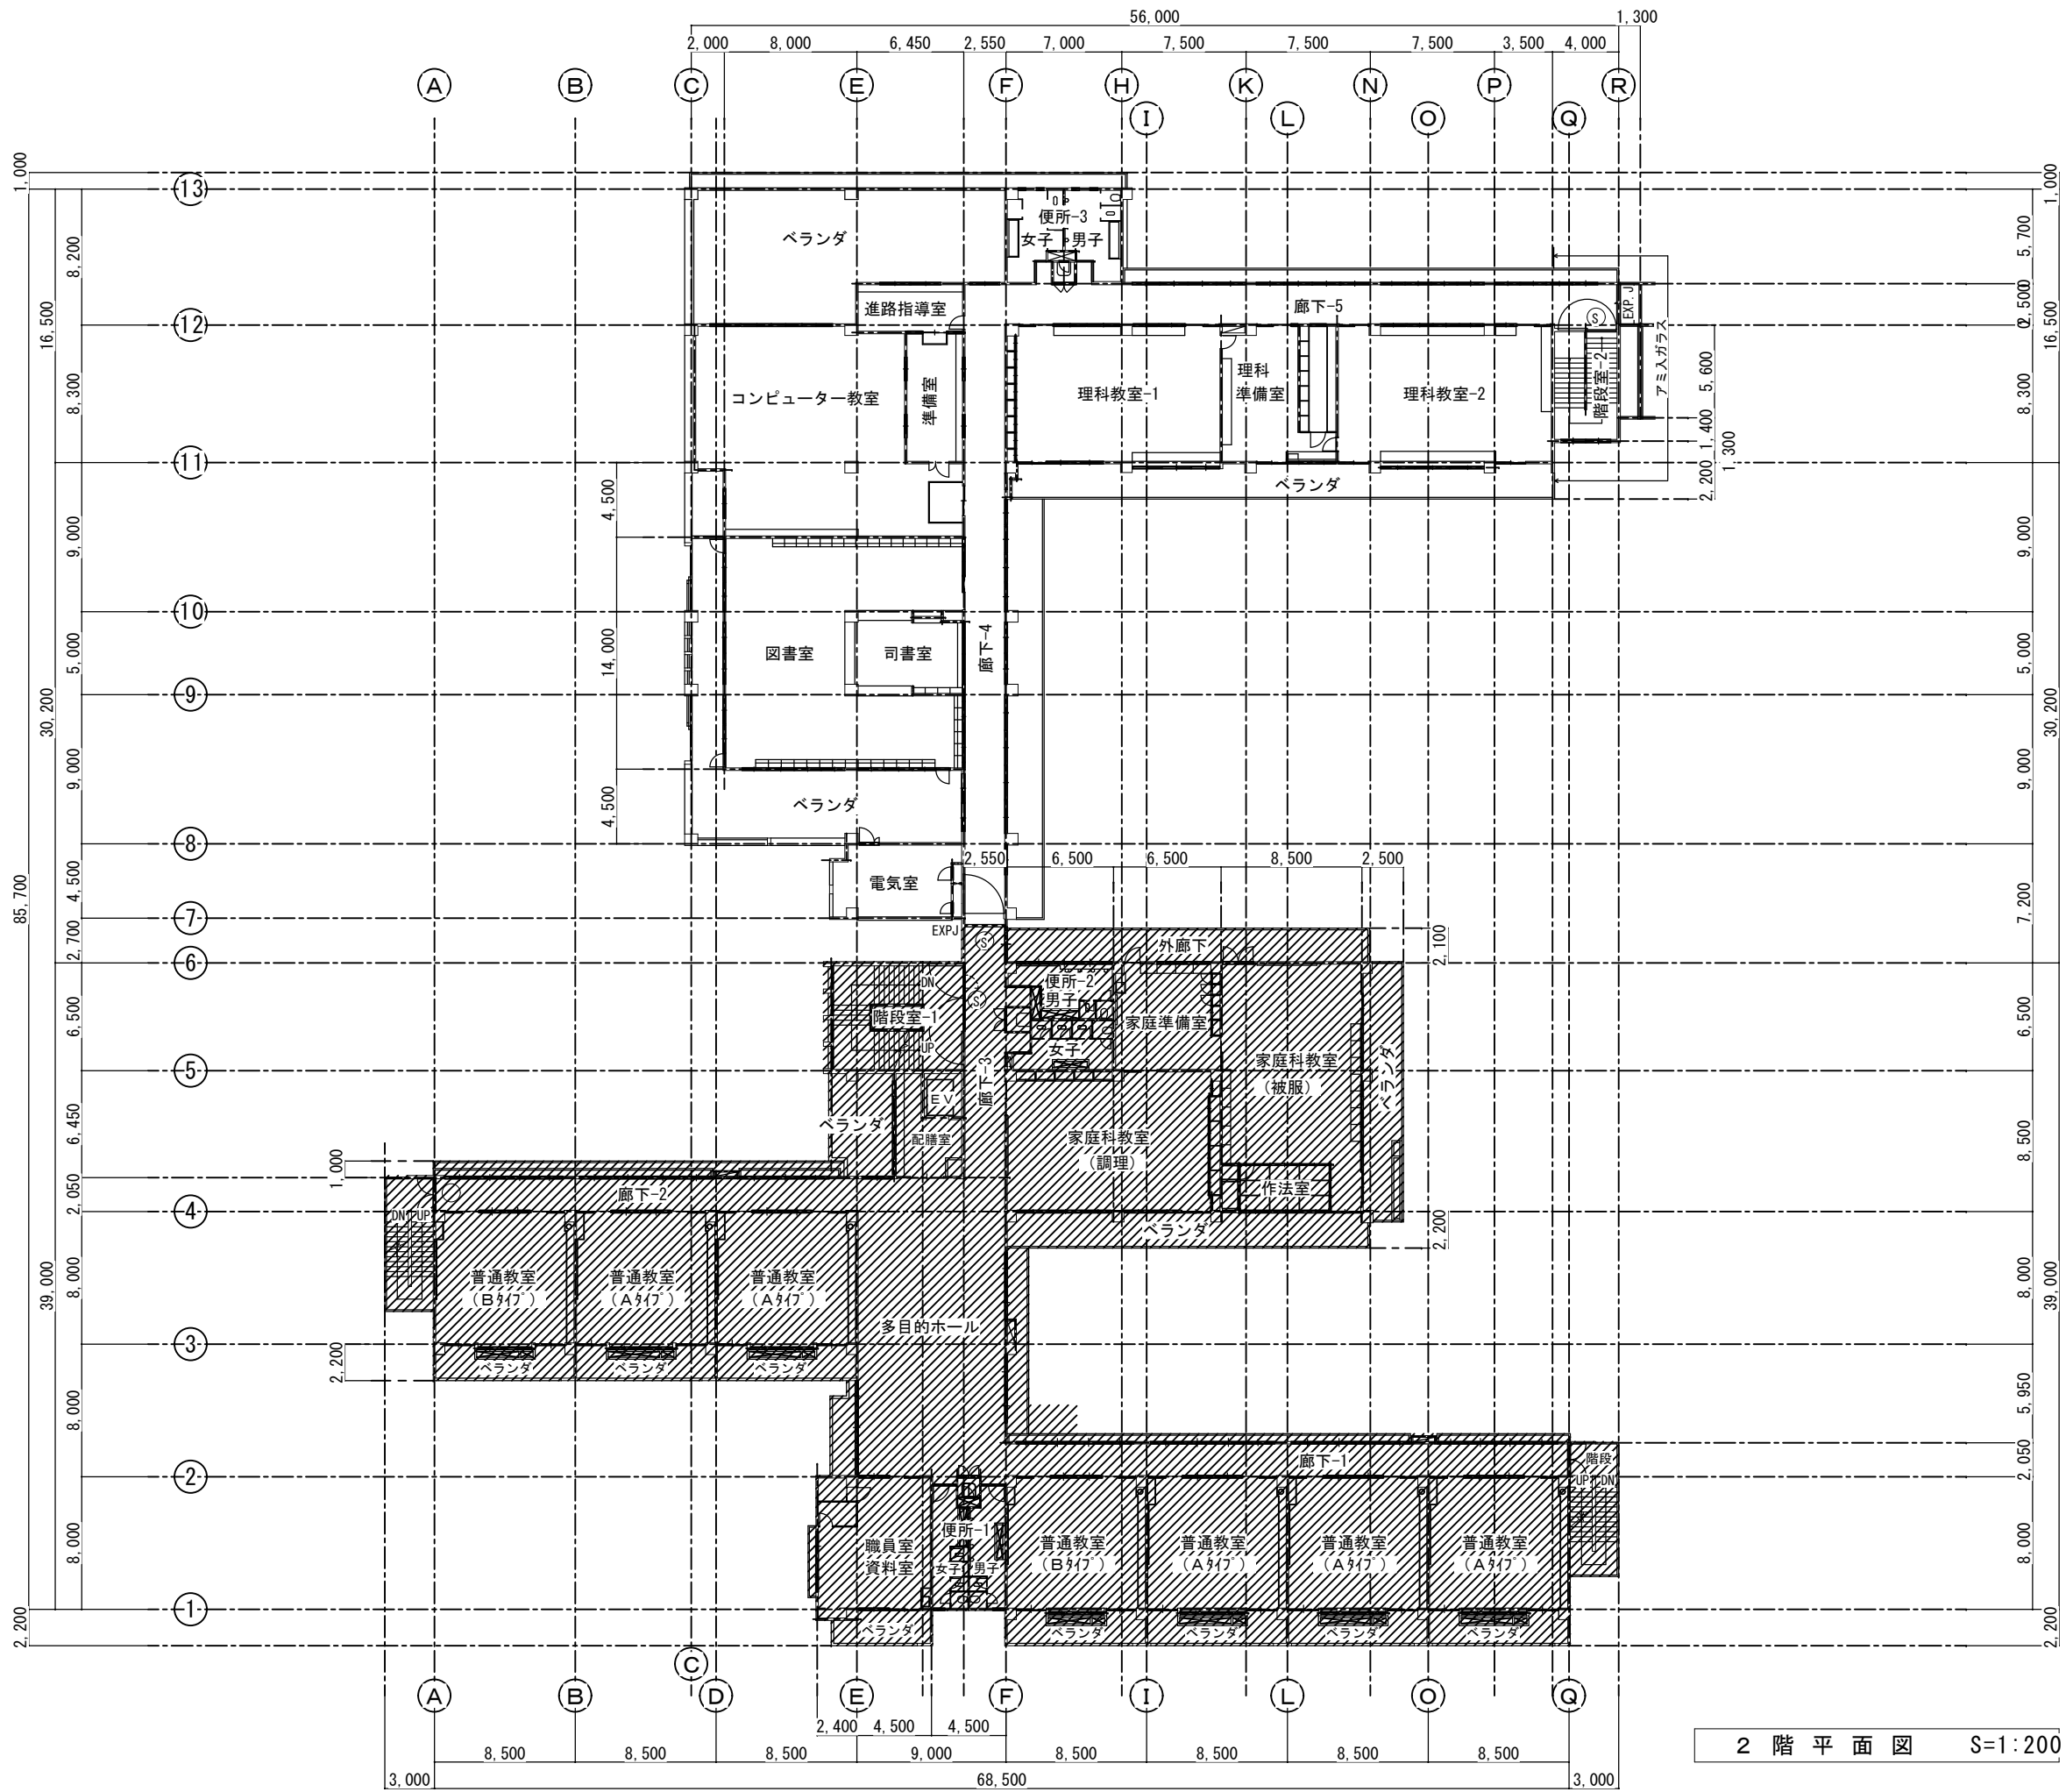 56,000 1,300
2,000 8,000 6,450 2,550 7,000 7,500 7,500 7,500 3,500 4,000
A B C E F H K N P R
I L O Q
1,000 1,000
13
便所-3
女子 男子
ベランダ
8,200 5,700
進路指導室
廊下-5
EXP.J
2,500
12
S
16,500 16,500
アミ入ガラス
コンピューター教室
準備室
理科教室-1
理科
準備室
理科教室-2
階段室-2
8,300 8,300
5,600
1,400
1,300
2,200
11
ベランダ
4,500
9,000 9,000
10
14,000
図書室
司書室
廊下-4
5,000 5,000
9
30,200 30,200
9,000 9,000
ベランダ
4,500
8
2,550 6,500 6,500 8,500 2,500
電気室
4,500 7,200
85,700
7
EXPJ
S
外廊下
2,700 2,100
6
DN
S
便所-2
男子
階段室-1
家庭準備室
UP
女子
6,500 6,500
5
廊下-3
家庭科教室
(被服)
ベランダ
EV
ベランダ
配膳室
家庭科教室
(調理)
6,450 8,500
1,000
作法室
廊下-2
2,050
4
DN UP
ベランダ
2,200
普通教室
(Bタイプ)
普通教室
(Aタイプ)
普通教室
(Aタイプ)
8,000 8,000
39,000 39,000
多目的ホール
3
ベランダ ベランダ ベランダ
2,200
8,000 5,950
2,050
2
廊下-1
階段
UP DN
職員室
資料室
便所-1
女子 男子
普通教室
(Bタイプ)
普通教室
(Aタイプ)
普通教室
(Aタイプ)
普通教室
(Aタイプ)
8,000 8,000
1
ベランダ ベランダ ベランダ ベランダ ベランダ
2,200 2,200
C
A B D E F I L O Q
2,400 4,500 4,500
8,500 8,500 8,500 9,000 8,500 8,500 8,500 8,500
3,000 68,500 3,000
2 階 平 面 図 S=1:200